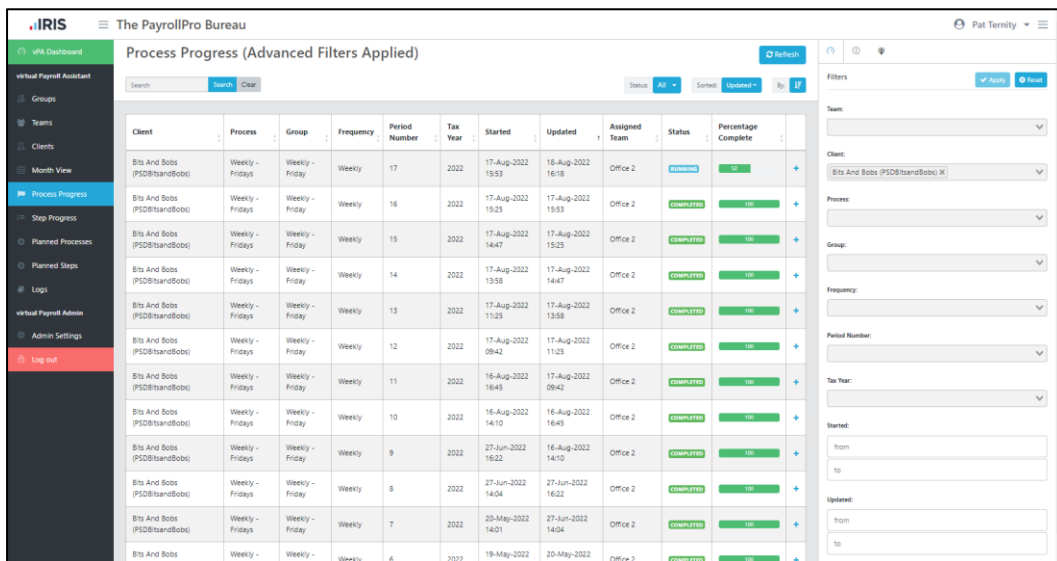 IRIS
The PayrollPro Bureau
Pat Ternity
vPA Dashboard
virtual Payroll Assistant
Groups
Teams
Clients
Month View
Process Progress
Step Progress
Planned Processes
Planned Steps
Logs
virtual Payroll Admin
Admin Settings
Log out
Process Progress (Advanced Filters Applied)
Refresh
Search Search Clear
Status: All Sorted: Updated By:
Client Process Group Frequency Period Number Tax Year Started Updated Assigned Team Status Percentage Complete
Bits And Bobs Weekly - Weekly - Weekly 17 2022 17-Aug-2022 18-Aug-2022 Office 2 RUNNING 52 +
(PSDBitsandBobs) Fridays Friday 15:53 16:18
Bits And Bobs Weekly - Weekly - Weekly 16 2022 17-Aug-2022 17-Aug-2022 Office 2 COMPLETED 100 +
(PSDBitsandBobs) Fridays Friday 15:25 15:53
Bits And Bobs Weekly - Weekly - Weekly 15 2022 17-Aug-2022 17-Aug-2022 Office 2 COMPLETED 100 +
(PSDBitsandBobs) Fridays Friday 14:47 15:25
Bits And Bobs Weekly - Weekly - Weekly 14 2022 17-Aug-2022 17-Aug-2022 Office 2 COMPLETED 100 +
(PSDBitsandBobs) Fridays Friday 13:58 14:47
Bits And Bobs Weekly - Weekly - Weekly 13 2022 17-Aug-2022 17-Aug-2022 Office 2 COMPLETED 100 +
(PSDBitsandBobs) Fridays Friday 11:25 13:58
Bits And Bobs Weekly - Weekly - Weekly 12 2022 17-Aug-2022 17-Aug-2022 Office 2 COMPLETED 100 +
(PSDBitsandBobs) Fridays Friday 09:42 11:25
Bits And Bobs Weekly - Weekly - Weekly 11 2022 16-Aug-2022 17-Aug-2022 Office 2 COMPLETED 100 +
(PSDBitsandBobs) Fridays Friday 16:45 09:42
Bits And Bobs Weekly - Weekly - Weekly 10 2022 16-Aug-2022 16-Aug-2022 Office 2 COMPLETED 100 +
(PSDBitsandBobs) Fridays Friday 14:10 16:45
Bits And Bobs Weekly - Weekly - Weekly 9 2022 27-Jun-2022 16-Aug-2022 Office 2 COMPLETED 100 +
(PSDBitsandBobs) Fridays Friday 16:22 14:10
Bits And Bobs Weekly - Weekly - Weekly 8 2022 27-Jun-2022 27-Jun-2022 Office 2 COMPLETED 100 +
(PSDBitsandBobs) Fridays Friday 14:04 16:22
Bits And Bobs Weekly - Weekly - Weekly 7 2022 20-May-2022 27-Jun-2022 Office 2 COMPLETED 100 +
(PSDBitsandBobs) Fridays Friday 14:01 14:04
Bits And Bobs Weekly - Weekly - Weekly 6 2022 19-May-2022 20-May-2022 Office 2 COMPLETED 100 +
Filters Apply Reset
Team:
Client:
Bits And Bobs (PSDBitsandBobs) X
Process:
Group:
Frequency:
Period Number:
Tax Year:
Started:
from
to
Updated:
from
to